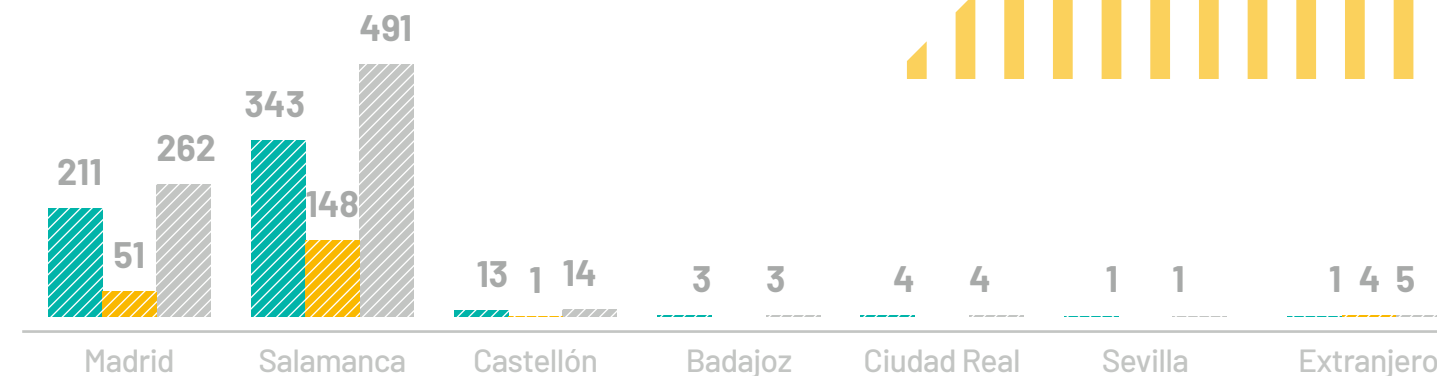 491
343
262
211
148
51
13 1 14
3 3
4 4
1 1
1 4 5
Madrid
Salamanca
Castellón
Badajoz
Ciudad Real
Sevilla
Extranjero